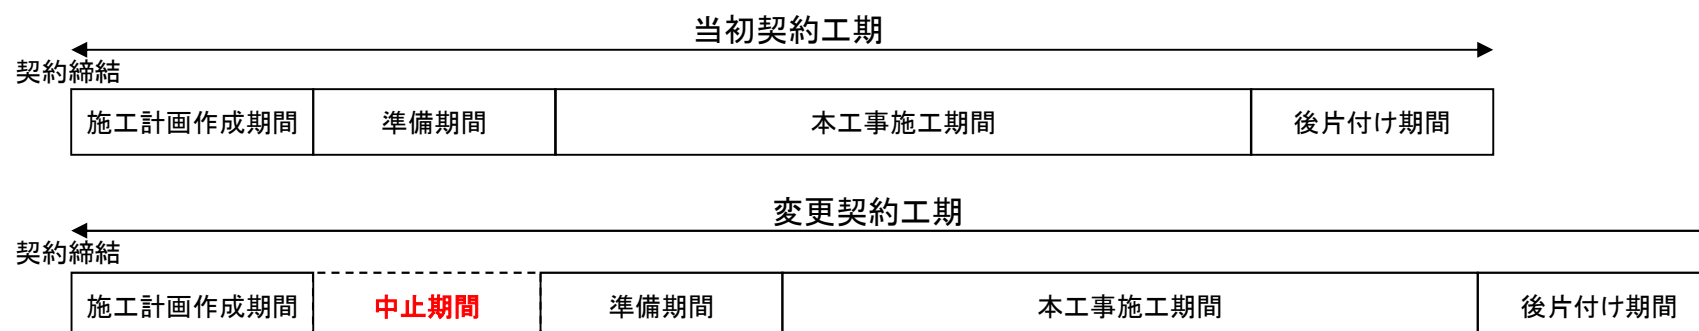 当初契約工期
契約締結
施工計画作成期間 準備期間 本工事施工期間 後片付け期間
変更契約工期
契約締結
施工計画作成期間 中止期間 準備期間 本工事施工期間 後片付け期間